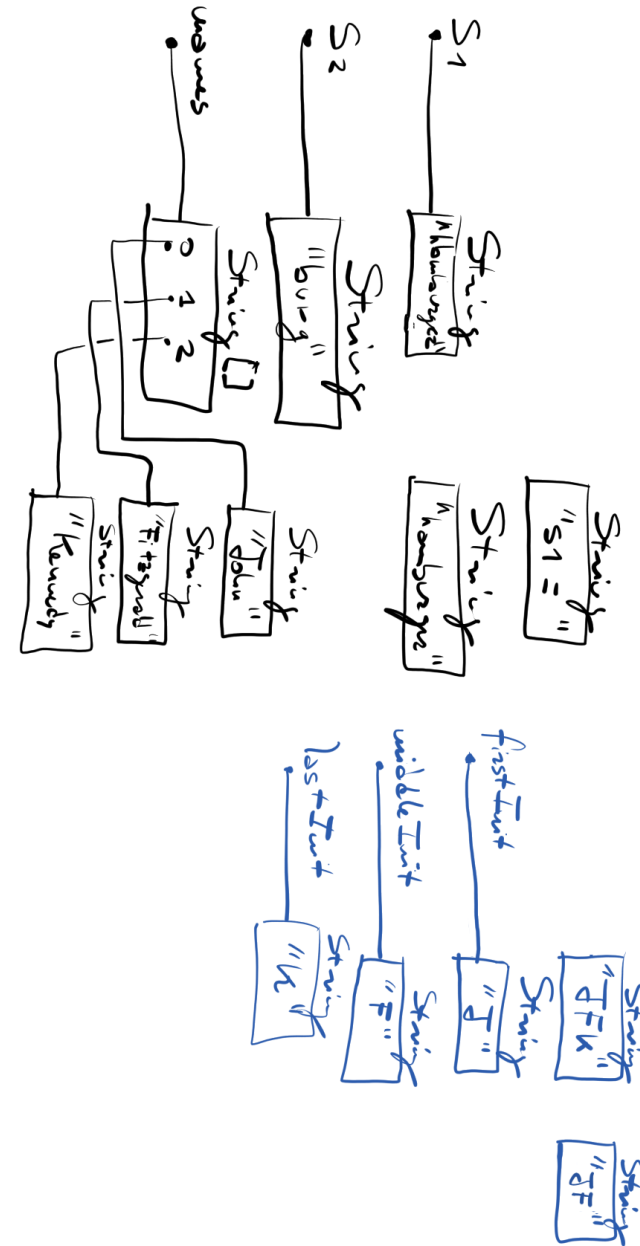 S1
String
"hamburger"
String
"s1 = "
S2
String
"burg"
String
"hamburger"
names
String []
0
1
2
String
"John"
String
"Fitzgerald"
String
"Kennedy"
firstInit
String
"J"
String
"JFK"
middleInit
String
"F"
String
"JF"
lastInit
String
"K"